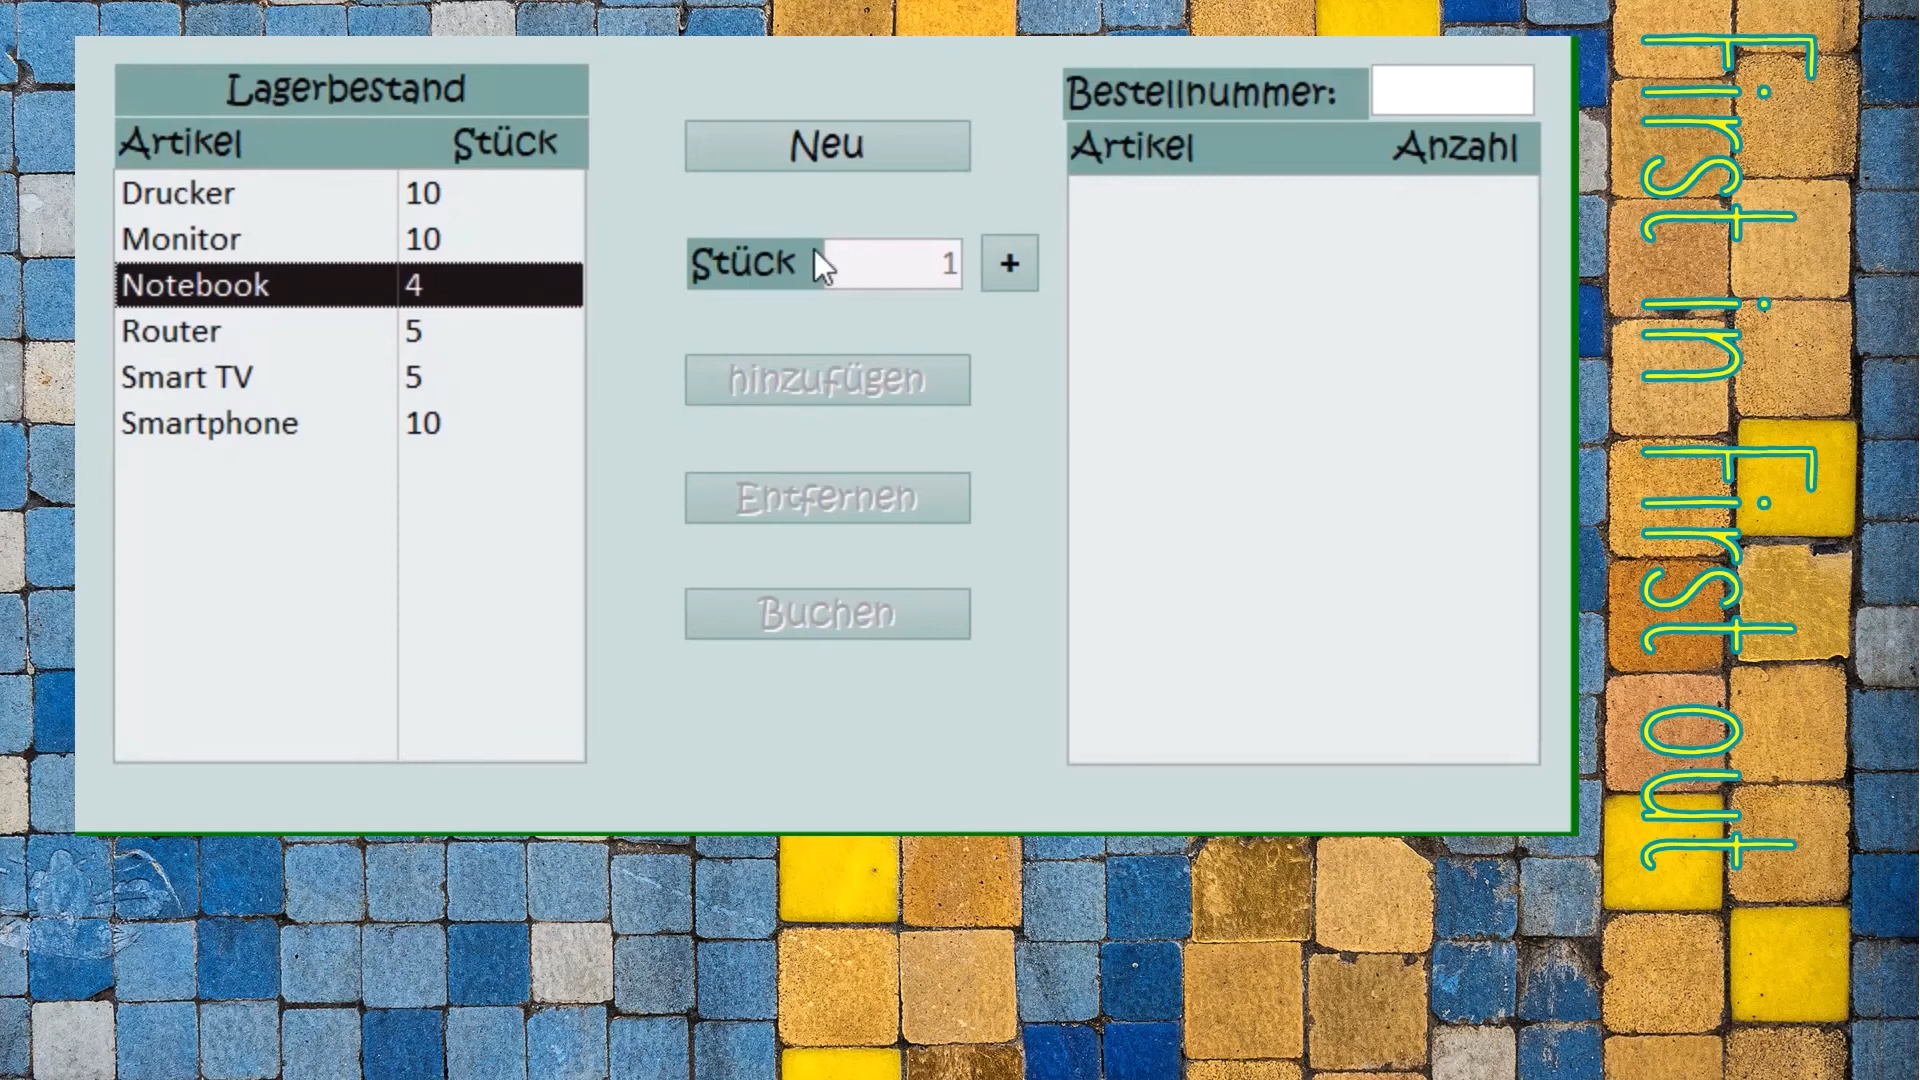 Lagerbestand
Artikel Stück
Drucker 10
Monitor 10
Notebook 4
Router 5
Smart TV 5
Smartphone 10
Neu
Stück 1 +
hinzufügen
Entfernen
Buchen
Bestellnummer:
Artikel Anzahl
First in First out